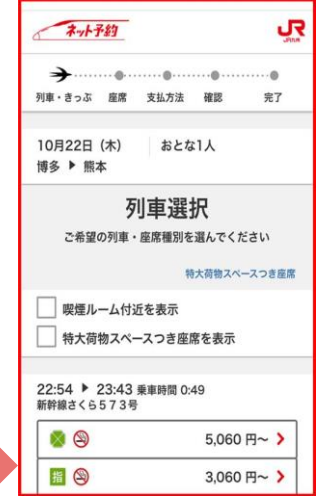 ネット予約
JR
JR九州
列車・きっぷ 座席 支払方法 確認 完了
10月22日（木） おとな1人
博多 ▶ 熊本
列車選択
ご希望の列車・座席種別を選んでください
特大荷物スペースつき座席
喫煙ルーム付近を表示
特大荷物スペースつき座席を表示
22:54 ▶ 23:43 乗車時間 0:49
新幹線さくら５７３号
5,060 円～
指 3,060 円～